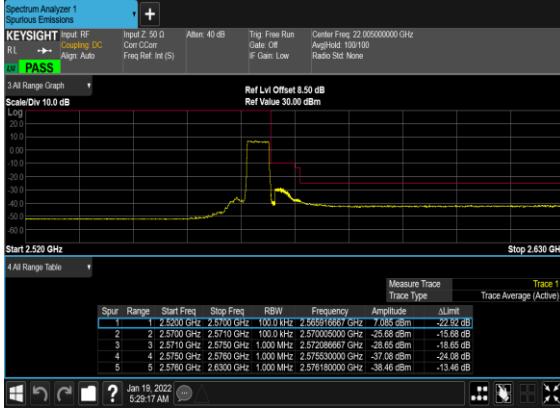 Spectrum Analyzer 1
Spurious Emissions
+
KEYSIGHT Input: RF Input Z: 50 Ω Atten: 40 dB Trig: Free Run Center Freq: 22.005000000 GHz
RL Coupling: DC Corr CCorr Gate: Off Avg|Hold: 100/100
Align: Auto Freq Ref: Int (S) IF Gain: Low Radio Std: None
LXI PASS
3 All Range Graph
Ref Lvl Offset 8.50 dB
Scale/Div 10.0 dB Ref Value 30.00 dBm
Log
20.0
10.0
0.00
-10.0
-20.0
-30.0
-40.0
-50.0
-60.0
Start 2.520 GHz Stop 2.630 GH
4 All Range Table
Measure Trace Trace 1
Trace Type Trace Average (Active)
Spur Range Start Freq Stop Freq RBW Frequency Amplitude ΔLimit
1 1 2.5200 GHz 2.5700 GHz 100.0 kHz 2.565916667 GHz 7.085 dBm -22.92 dB
2 2 2.5700 GHz 2.5710 GHz 100.0 kHz 2.570005000 GHz -25.68 dBm -15.68 dB
3 3 2.5710 GHz 2.5750 GHz 1.000 MHz 2.572086667 GHz -28.65 dBm -18.65 dB
4 4 2.5750 GHz 2.5760 GHz 1.000 MHz 2.575530000 GHz -37.08 dBm -24.08 dB
5 5 2.5760 GHz 2.6300 GHz 1.000 MHz 2.576180000 GHz -38.46 dBm -13.46 dB
? Jan 19, 2022
5:29:17 AM